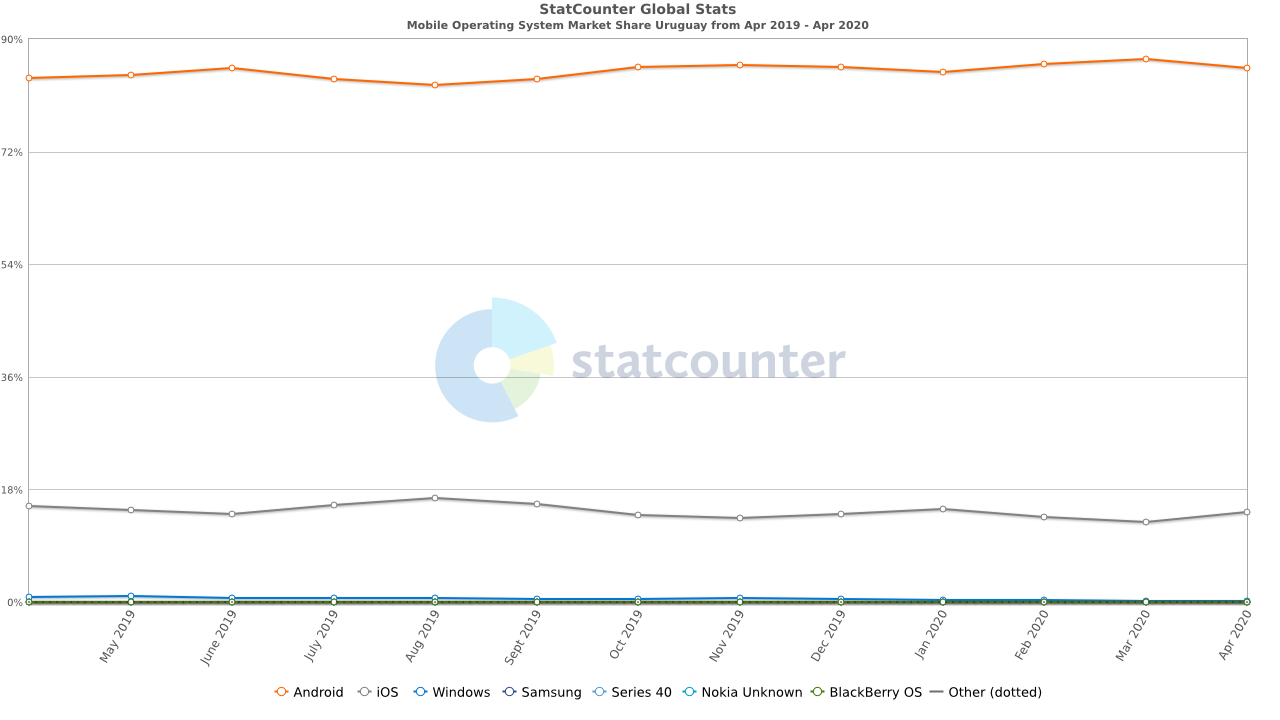 StatCounter Global Stats
Mobile Operating System Market Share Uruguay from Apr 2019 - Apr 2020
90%
72%
54%
36%
18%
0%
statcounter
May 2019
June 2019
July 2019
Aug 2019
Sept 2019
Oct 2019
Nov 2019
Dec 2019
Jan 2020
Feb 2020
Mar 2020
Apr 2020
Android iOS Windows Samsung Series 40 Nokia Unknown BlackBerry OS Other (dotted)